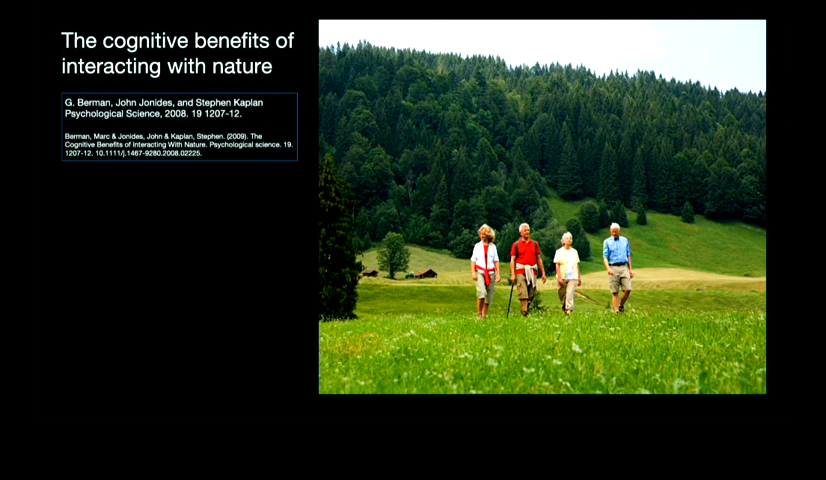 The cognitive benefits of
interacting with nature
G. Berman, John Jonides, and Stephen Kaplan
Psychological Science, 2008. 19 1207-12.
Berman, Marc & Jonides, John & Kaplan, Stephen. (2009). The
Cognitive Benefits of Interacting With Nature. Psychological science. 19.
1207-12. 10.1111/j.1467-9280.2008.02225.